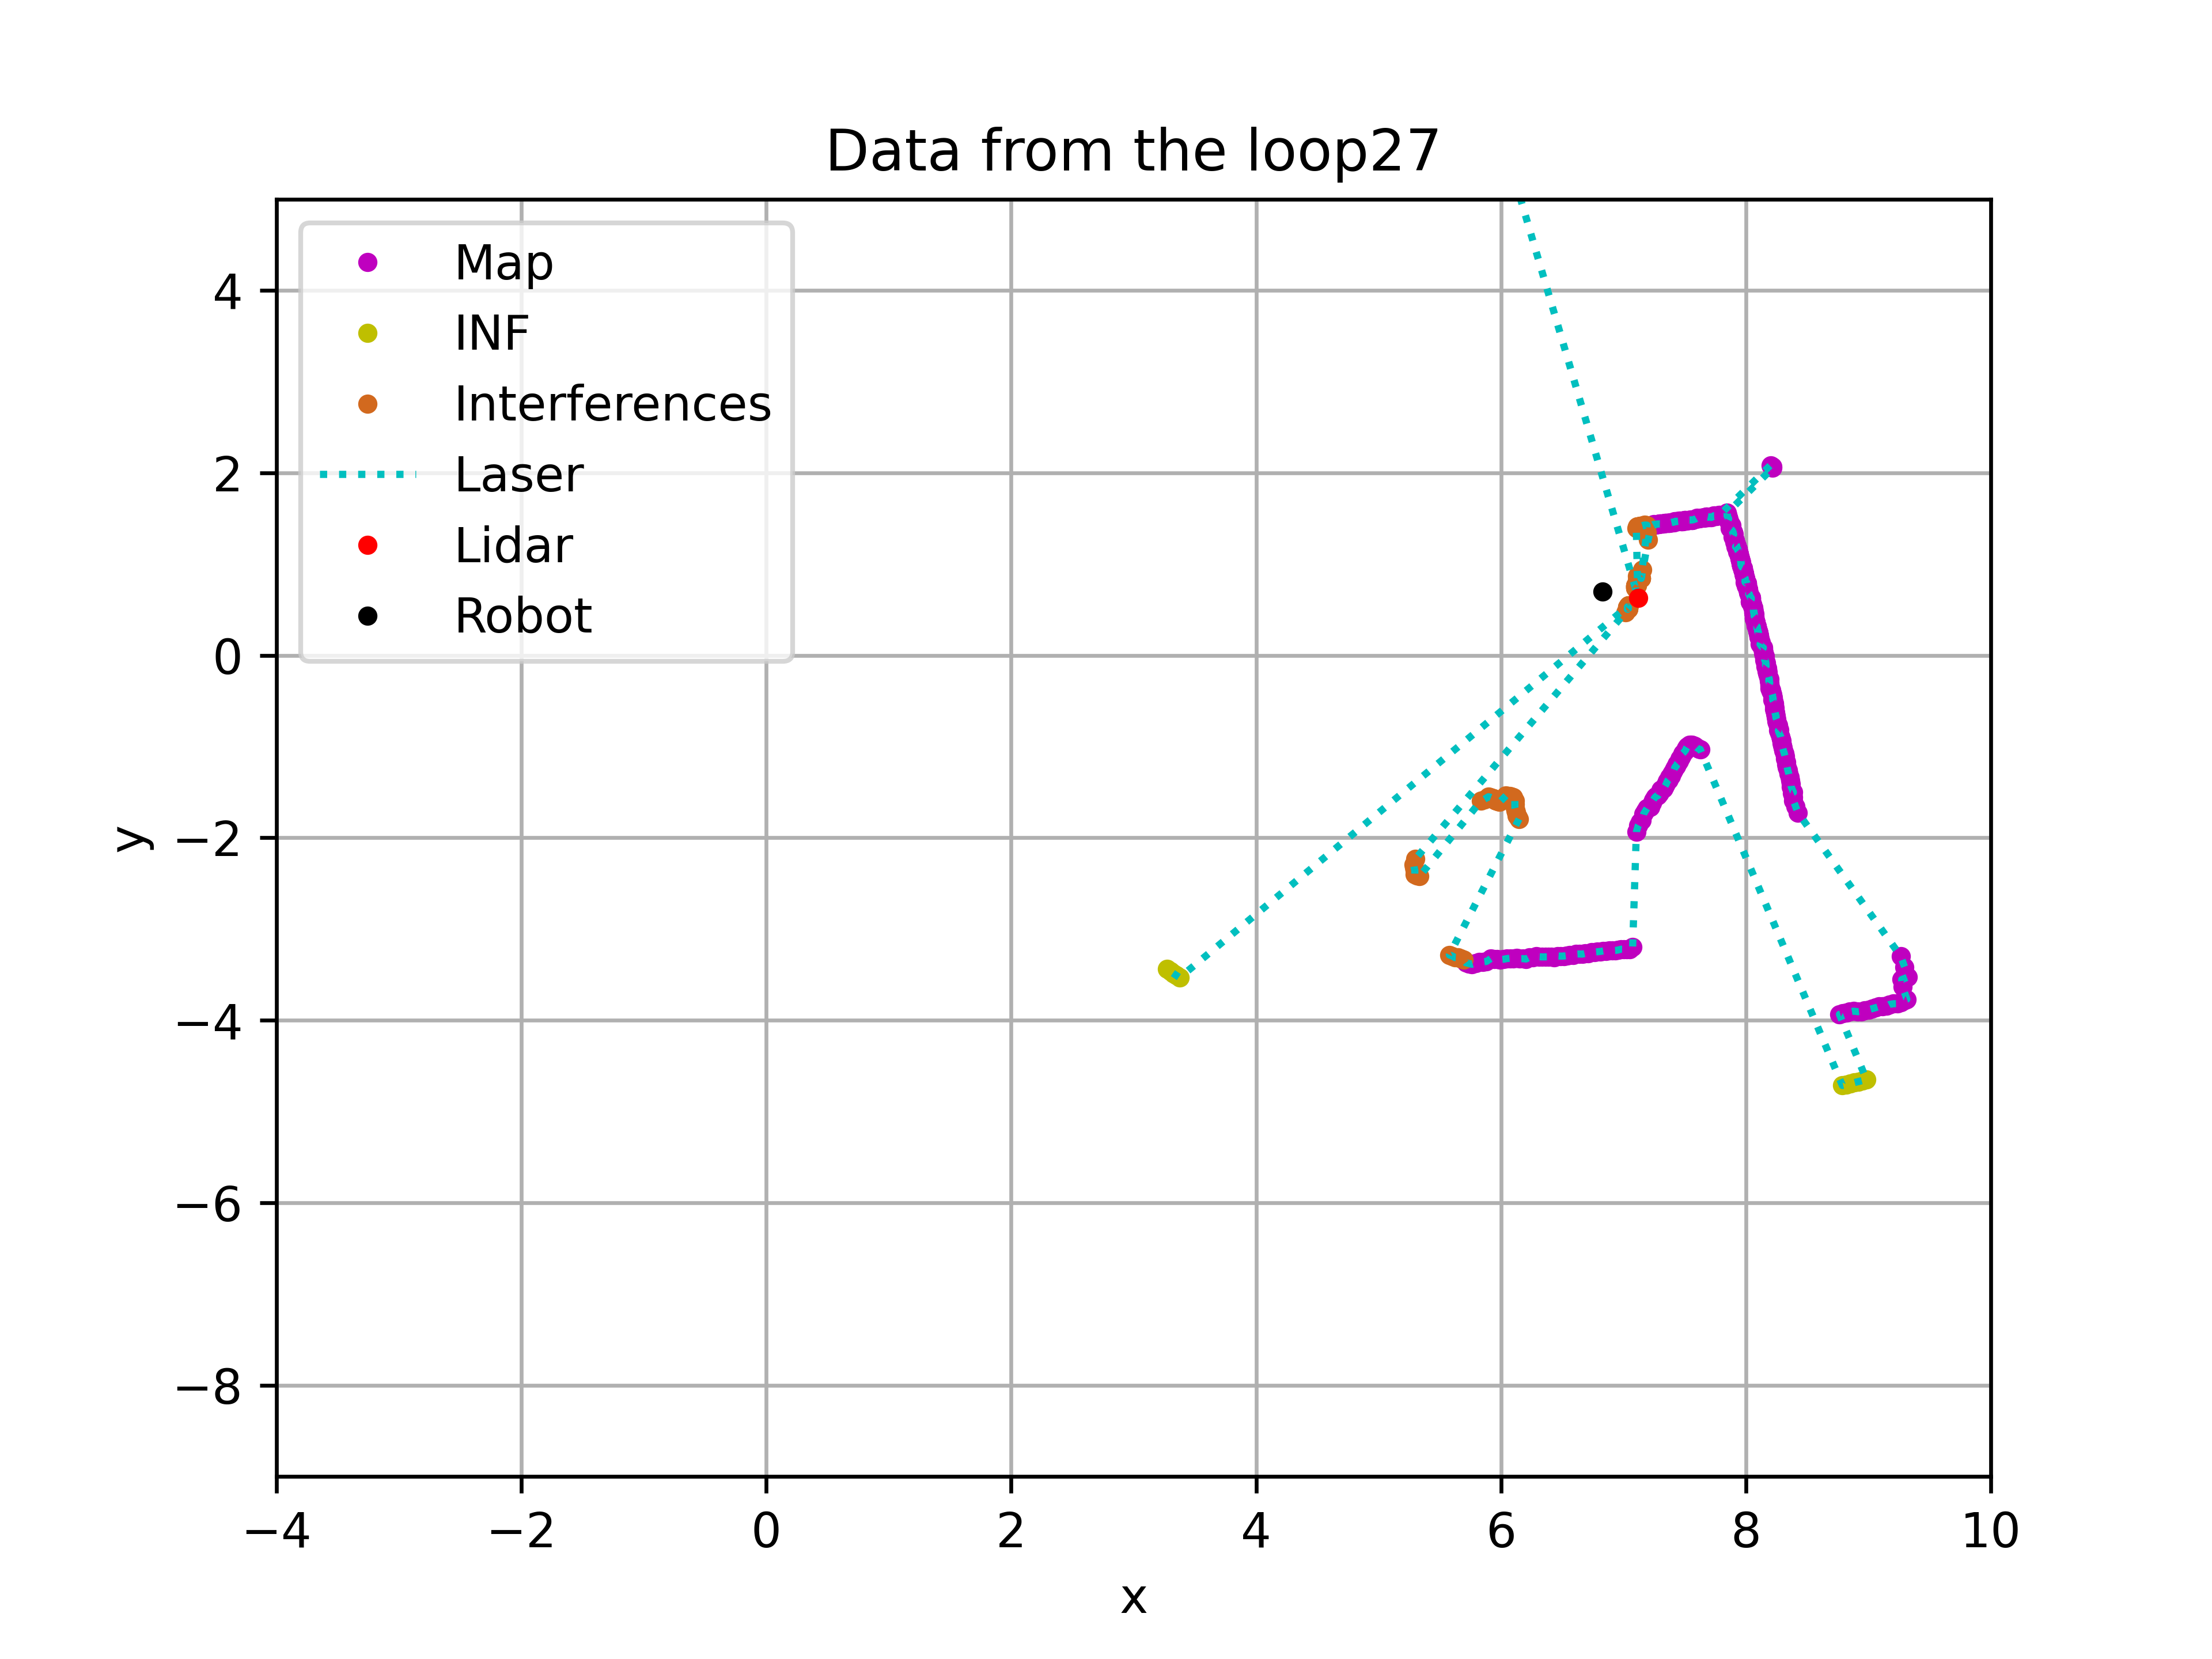 Data from the loop27
Map
INF
Interferences
Laser
Lidar
Robot
4
2
0
−2
−4
−6
−8
y
−4 −2 0 2 4 6 8 10
x